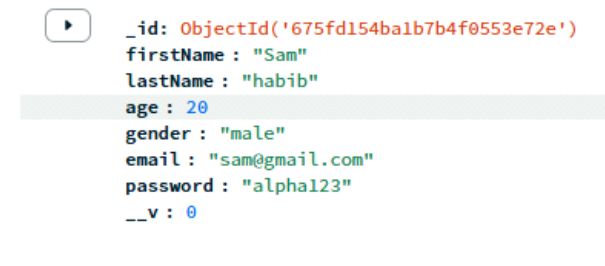 _id: ObjectId('675fd154ba1b7b4f0553e72e')
firstName : "Sam"
lastName : "habib"
age : 20
gender : "male"
email : "sam@gmail.com"
password : "alpha123"
__v : 0